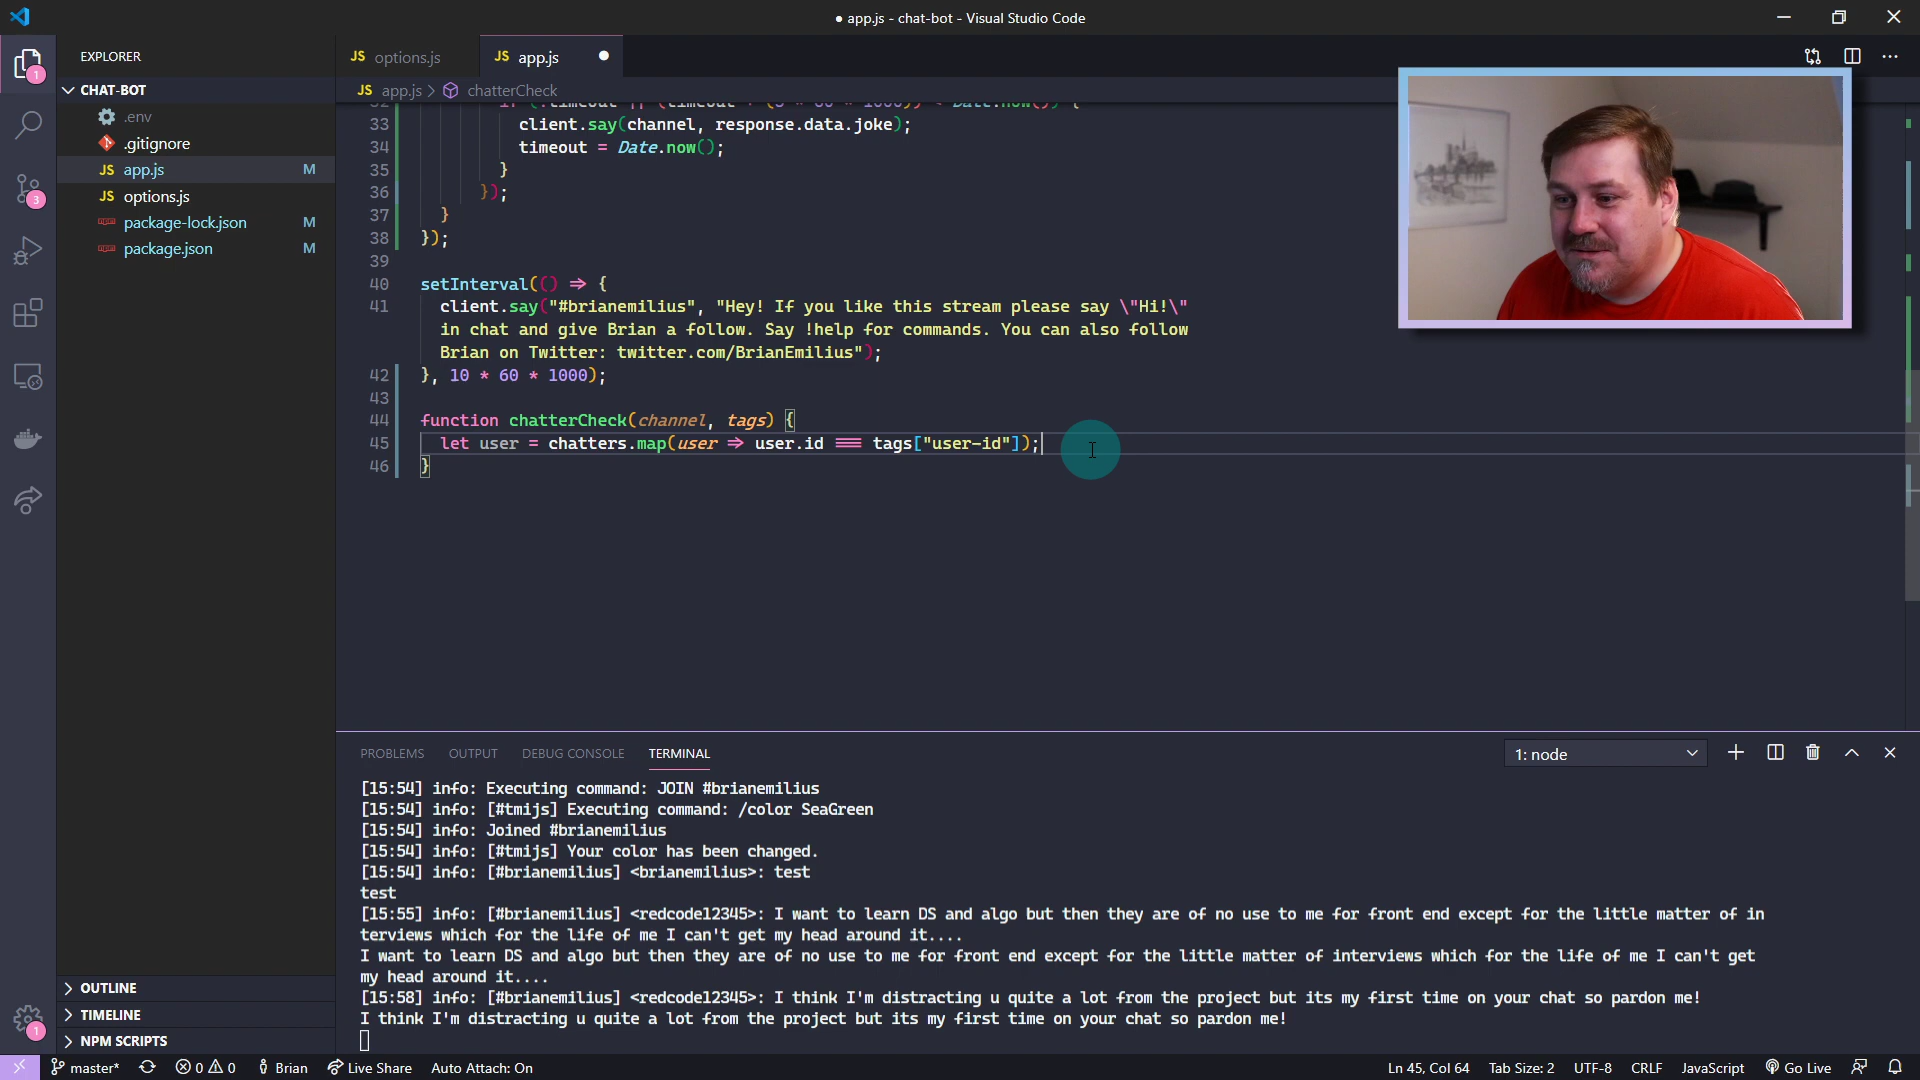 ● app.js - chat-bot - Visual Studio Code
EXPLORER
CHAT-BOT
.env
.gitignore
JS app.js M
JS options.js
package-lock.json M
package.json M
OUTLINE
TIMELINE
NPM SCRIPTS
JS options.js
JS app.js
JS app.js > chatterCheck
33 client.say(channel, response.data.joke);
34 timeout = Date.now();
35 }
36 });
37 }
38 });
39
40 setInterval(() => {
41 client.say("#brianemilius", "Hey! If you like this stream please say \"Hi!\"
in chat and give Brian a follow. Say !help for commands. You can also follow
Brian on Twitter: twitter.com/BrianEmilius");
42 }, 10 * 60 * 1000);
43
44 function chatterCheck(channel, tags) {
45 let user = chatters.map(user => user.id === tags["user-id"]);
46 }
PROBLEMS OUTPUT DEBUG CONSOLE TERMINAL
1: node
[15:54] info: Executing command: JOIN #brianemilius
[15:54] info: [#tmijs] Executing command: /color SeaGreen
[15:54] info: Joined #brianemilius
[15:54] info: [#tmijs] Your color has been changed.
[15:54] info: [#brianemilius] <brianemilius>: test
test
[15:55] info: [#brianemilius] <redcode12345>: I want to learn DS and algo but then they are of no use to me for front end except for the little matter of in
terviews which for the life of me I can't get my head around it....
I want to learn DS and algo but then they are of no use to me for front end except for the little matter of interviews which for the life of me I can't get
my head around it....
[15:58] info: [#brianemilius] <redcode12345>: I think I'm distracting u quite a lot from the project but its my first time on your chat so pardon me!
I think I'm distracting u quite a lot from the project but its my first time on your chat so pardon me!
1
3
1
master* 0 0 Brian Live Share Auto Attach: On Ln 45, Col 64 Tab Size: 2 UTF-8 CRLF JavaScript Go Live